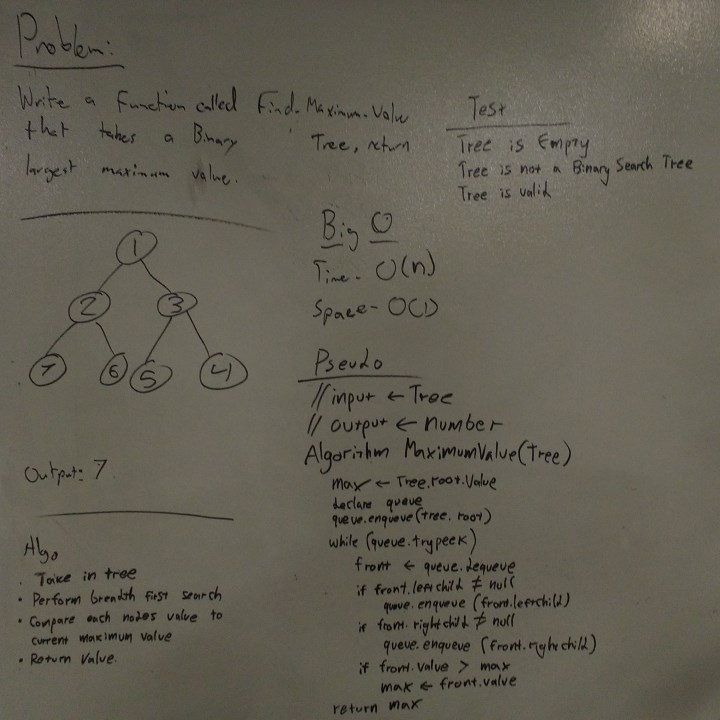 Problem:
Write a Function called Find-Maximum-Value
that takes a Binary Tree, return
largest maximum value.
Test
Tree is Empty
Tree is not a Binary Search Tree
Tree is valid
1
2 3
7 6 5 4
Output: 7
Big O
Time - O(n)
Space - O(1)
Algo
• Take in tree
• Perform breadth first search
• Compare each nodes value to
current maximum value
• Return Value.
Pseudo
// input ← Tree
// output ← number
Algorithm MaximumValue(Tree)
max ← Tree.root.Value
declare queue
queue.enqueue(tree.root)
while (queue.trypeek)
front ← queue.dequeue
if front.leftchild ≠ null
queue.enqueue (front.leftchild)
if front.rightchild ≠ null
queue.enqueue (front.rightchild)
if front.value > max
max ← front.value
return max